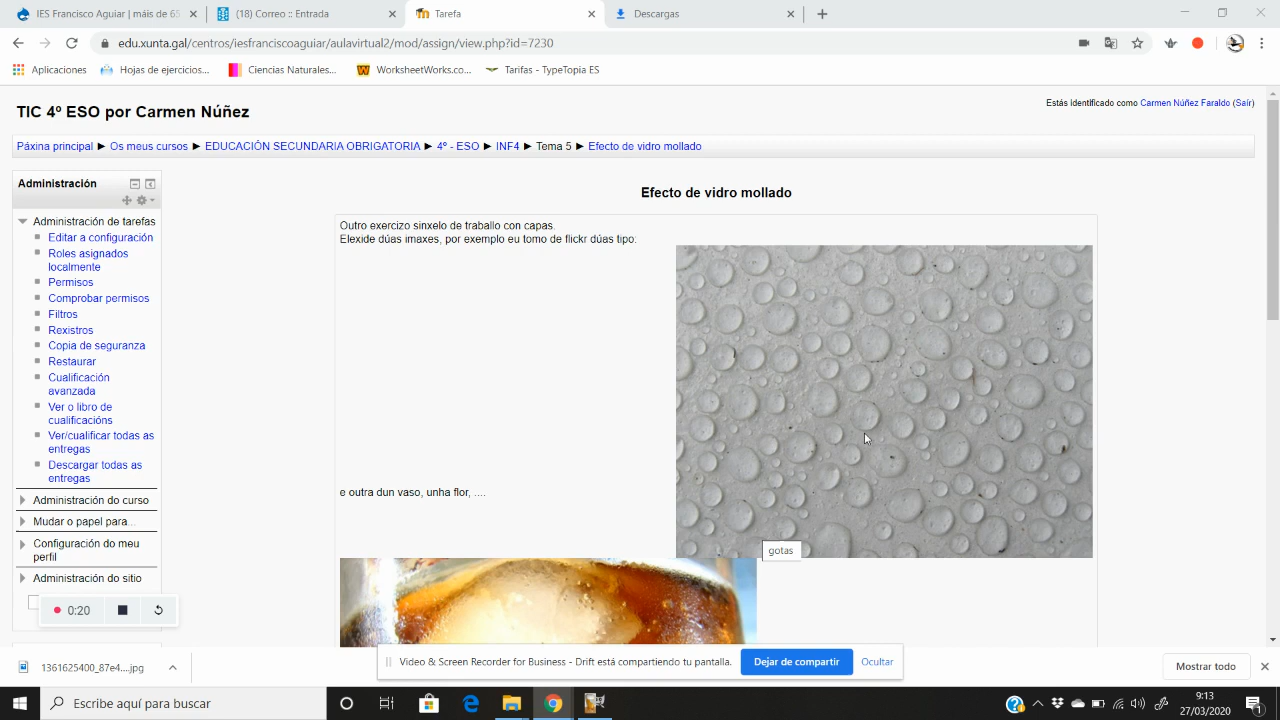 IES Francisco Aguiar | máis de 65
(18) Correo :: Entrada
Tarefa
Descargas
edu.xunta.gal/centros/iesfranciscoaguiar/aulavirtual2/mod/assign/view.php?id=7230
Aplicaciones
Hojas de ejercicios...
Ciencias Naturales...
WorksheetWorks.co...
Tarifas - TypeTopia ES
TIC 4º ESO por Carmen Núñez
Estás identificado como Carmen Núñez Faraldo (Saír)
Páxina principal ► Os meus cursos ► EDUCACIÓN SECUNDARIA OBRIGATORIA ► 4º - ESO ► INF4 ► Tema 5 ► Efecto de vidro mollado
Administración
Administración de tarefas
Editar a configuración
Roles asignados
localmente
Permisos
Comprobar permisos
Filtros
Rexistros
Copia de seguranza
Restaurar
Cualificación
avanzada
Ver o libro de
cualificacións
Ver/cualificar todas as
entregas
Descargar todas as
entregas
Administración do curso
Mudar o papel para...
Configuración do meu
perfil
Administración do sitio
Efecto de vidro mollado
Outro exercizo sinxelo de traballo con capas.
Elexide dúas imaxes, por exemplo eu tomo de flickr dúas tipo:
e outra dun vaso, unha flor, ....
gotas
0:20
1361625400_87e4....jpg
Video & Screen Recorder for Business - Drift está compartiendo tu pantalla.
Dejar de compartir
Ocultar
Mostrar todo
Escribe aquí para buscar
9:13
27/03/2020
1